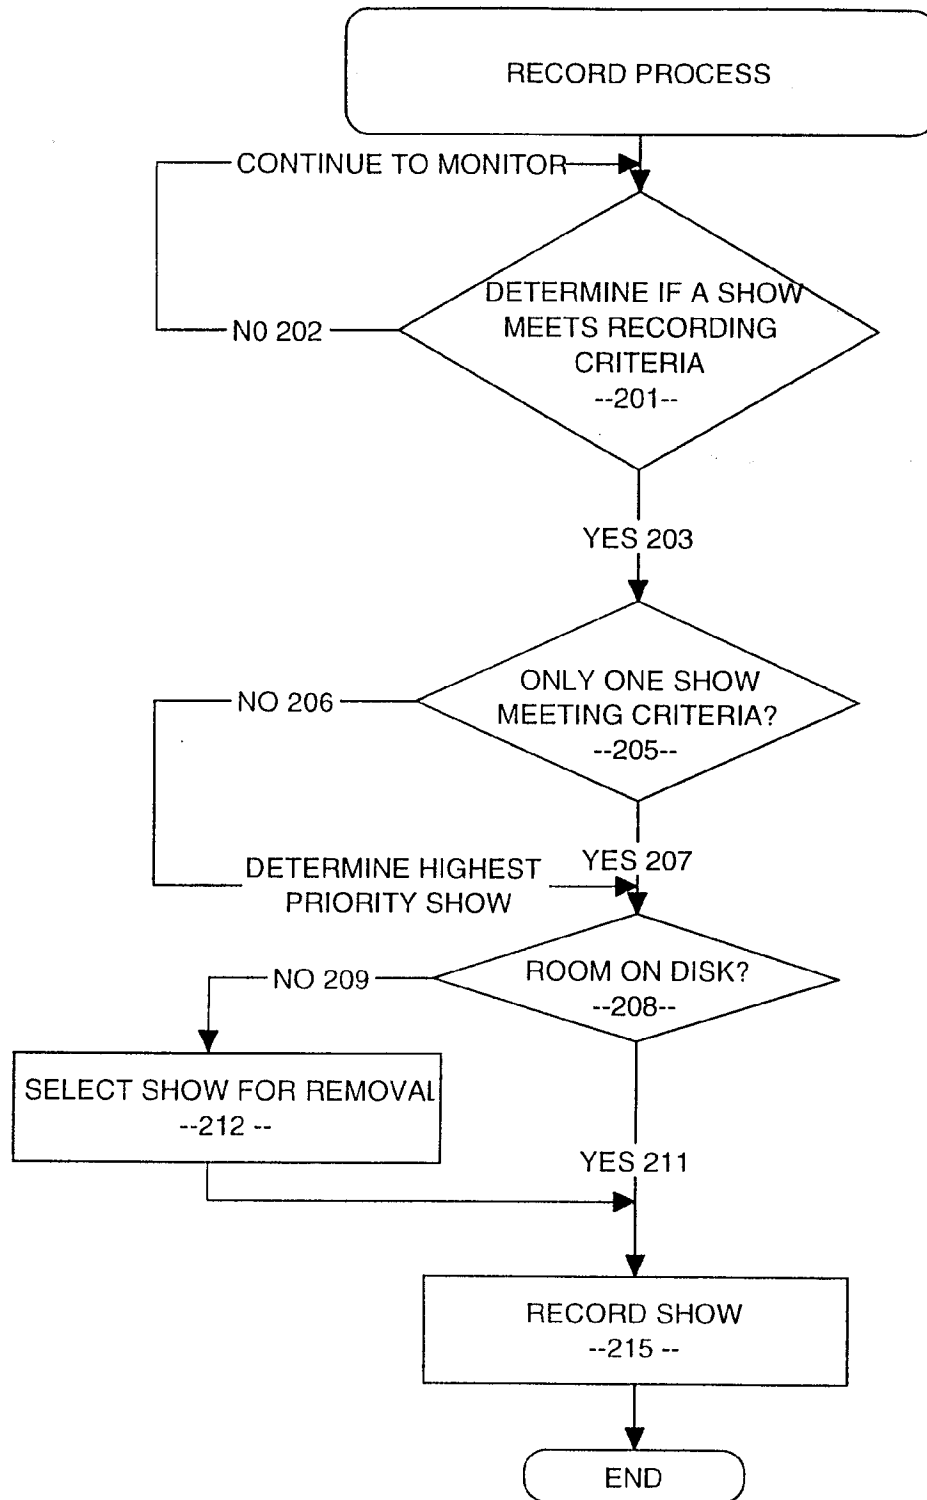 RECORD PROCESS
CONTINUE TO MONITOR
DETERMINE IF A SHOW
MEETS RECORDING
CRITERIA
--201--
N0 202
YES 203
ONLY ONE SHOW
MEETING CRITERIA?
--205--
NO 206
YES 207
DETERMINE HIGHEST
PRIORITY SHOW
ROOM ON DISK?
--208--
NO 209
SELECT SHOW FOR REMOVAL
--212 --
YES 211
RECORD SHOW
--215 --
END